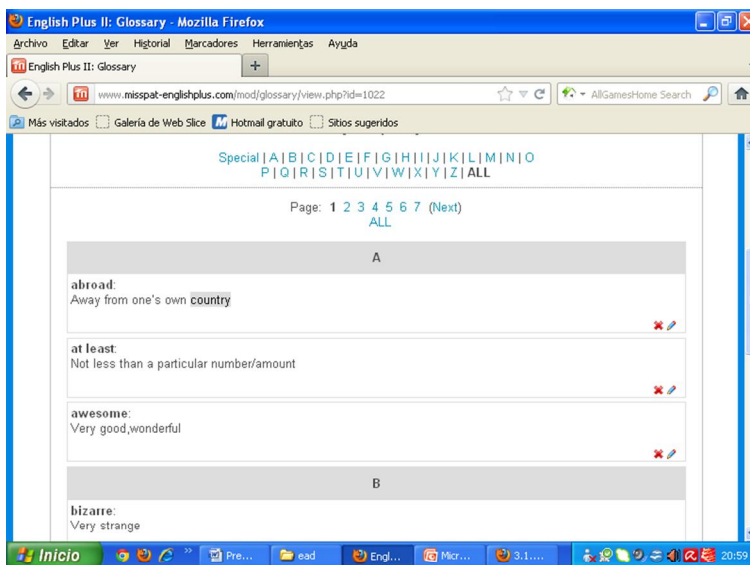 English Plus II: Glossary - Mozilla Firefox
Archivo Editar Ver Historial Marcadores Herramientas Ayuda
English Plus II: Glossary +
www.misspat-englishplus.com/mod/glossary/view.php?id=1022 AllGamesHome Search
Más visitados Galería de Web Slice Hotmail gratuito Sitios sugeridos
Special | A | B | C | D | E | F | G | H | I | J | K | L | M | N | O
P | Q | R | S | T | U | V | W | X | Y | Z | ALL
Page: 1 2 3 4 5 6 7 (Next)
ALL
A
abroad:
Away from one's own country
at least:
Not less than a particular number/amount
awesome:
Very good,wonderful
B
bizarre:
Very strange
Inicio » Pre... ead Engl... Micr... 3.1.... 20:59